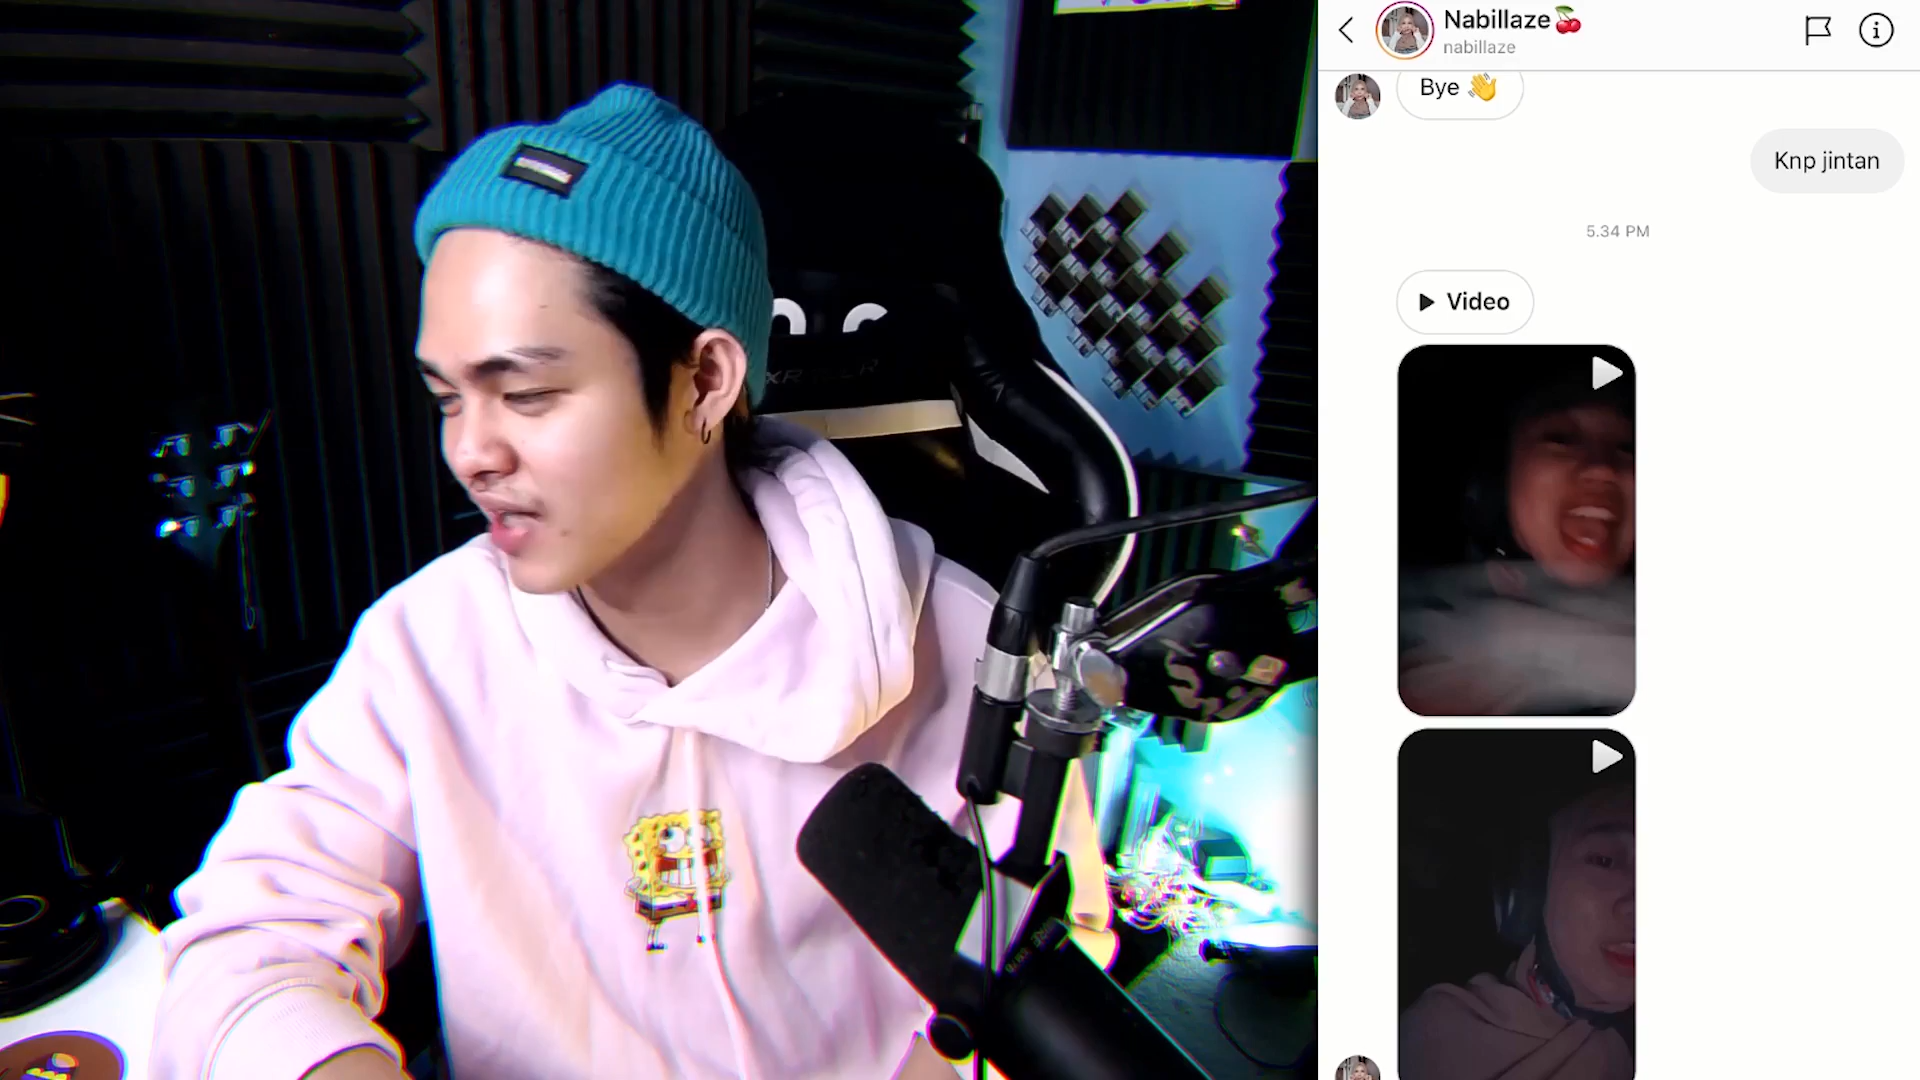 Nabillaze🍒
nabillaze
Bye 👋
Knp jintan
5.34 PM
Video